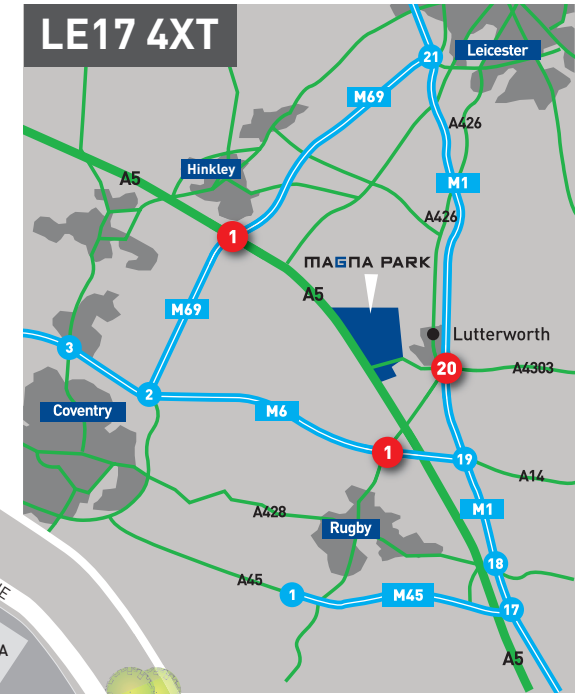 LE17 4XT
21
Leicester
M69
A426
Hinkley
A5
M1
A426
1
MAGNA PARK
A5
M69
Lutterworth
3
20
A4303
2
Coventry
M6
1
19
A14
M1
A428
Rugby
18
A45
1
M45
17
E
A
A5